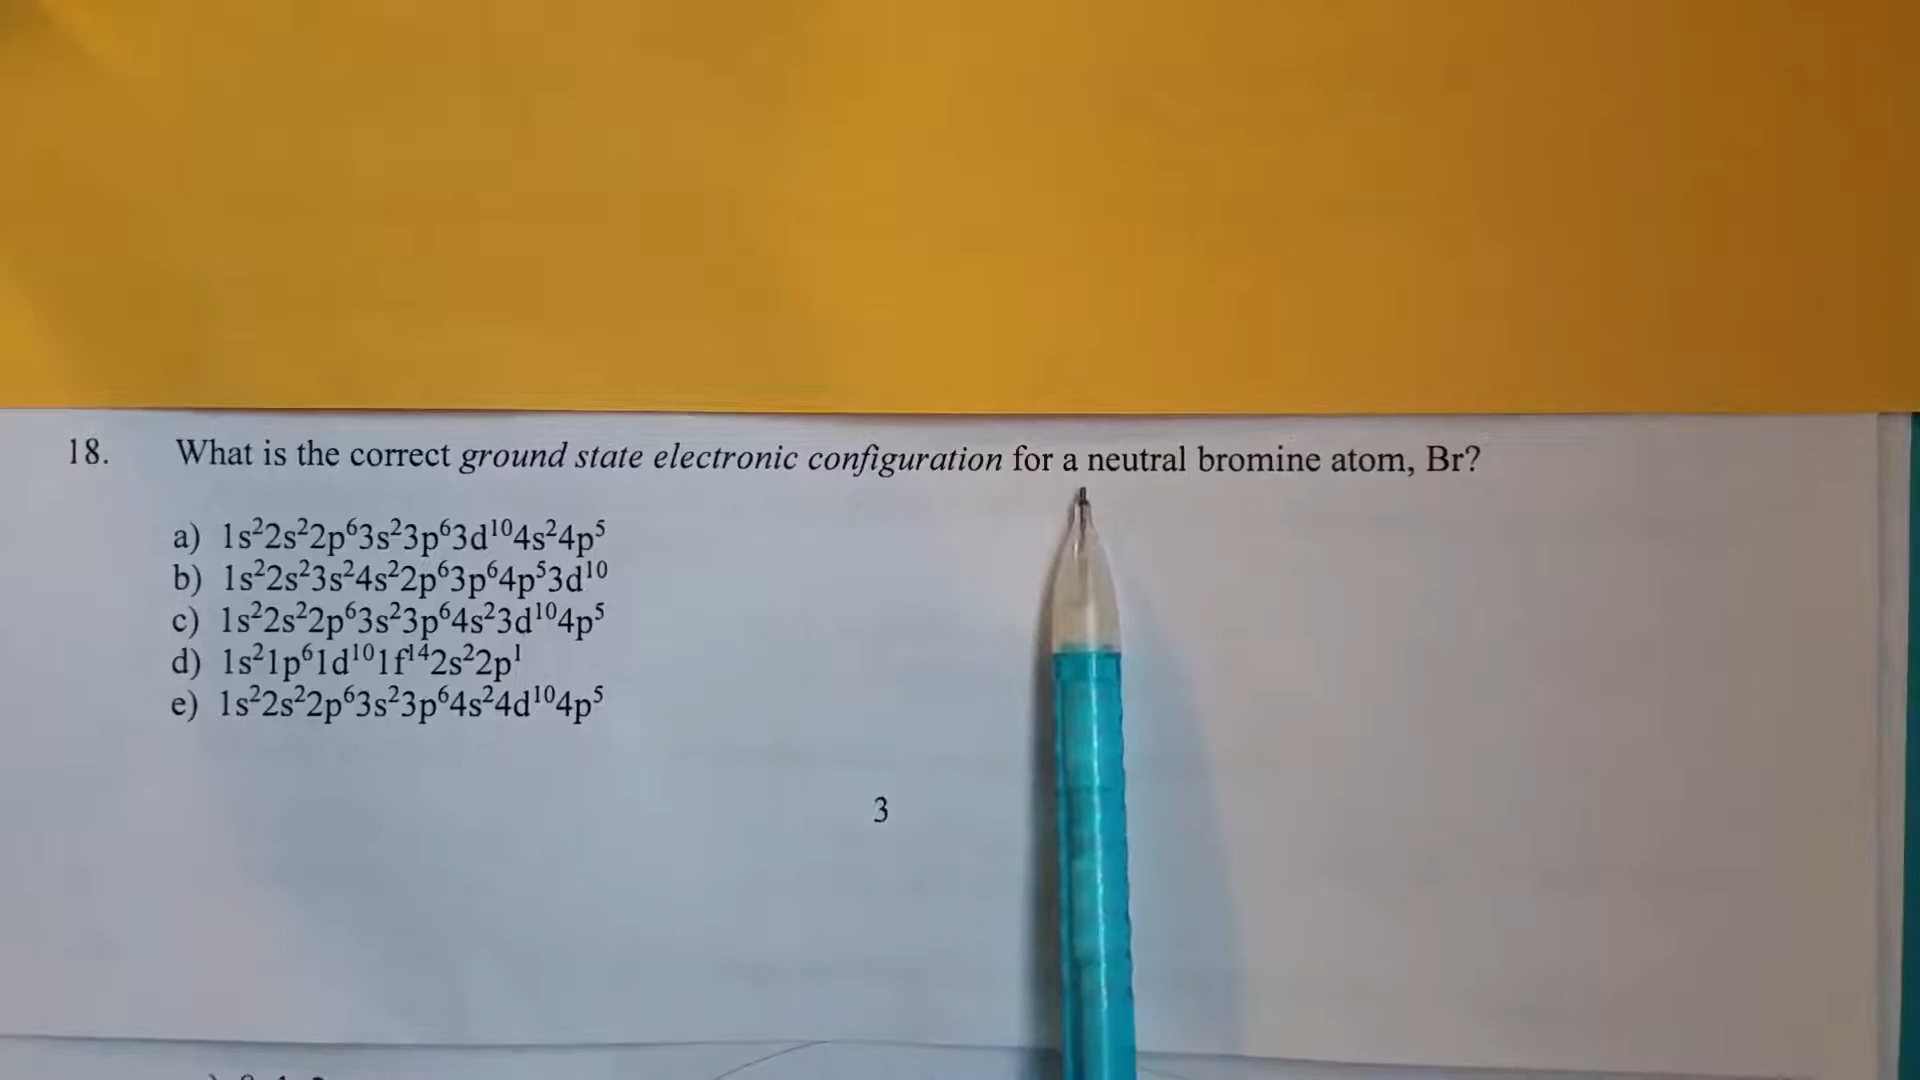 18. What is the correct ground state electronic configuration for a neutral bromine atom, Br?
a) 1s²2s²2p⁶3s²3p⁶3d¹⁰4s²4p⁵
b) 1s²2s²3s²4s²2p⁶3p⁶4p⁵3d¹⁰
c) 1s²2s²2p⁶3s²3p⁶4s²3d¹⁰4p⁵
d) 1s²1p⁶1d¹⁰1f¹⁴2s²2p¹
e) 1s²2s²2p⁶3s²3p⁶4s²4d¹⁰4p⁵
3